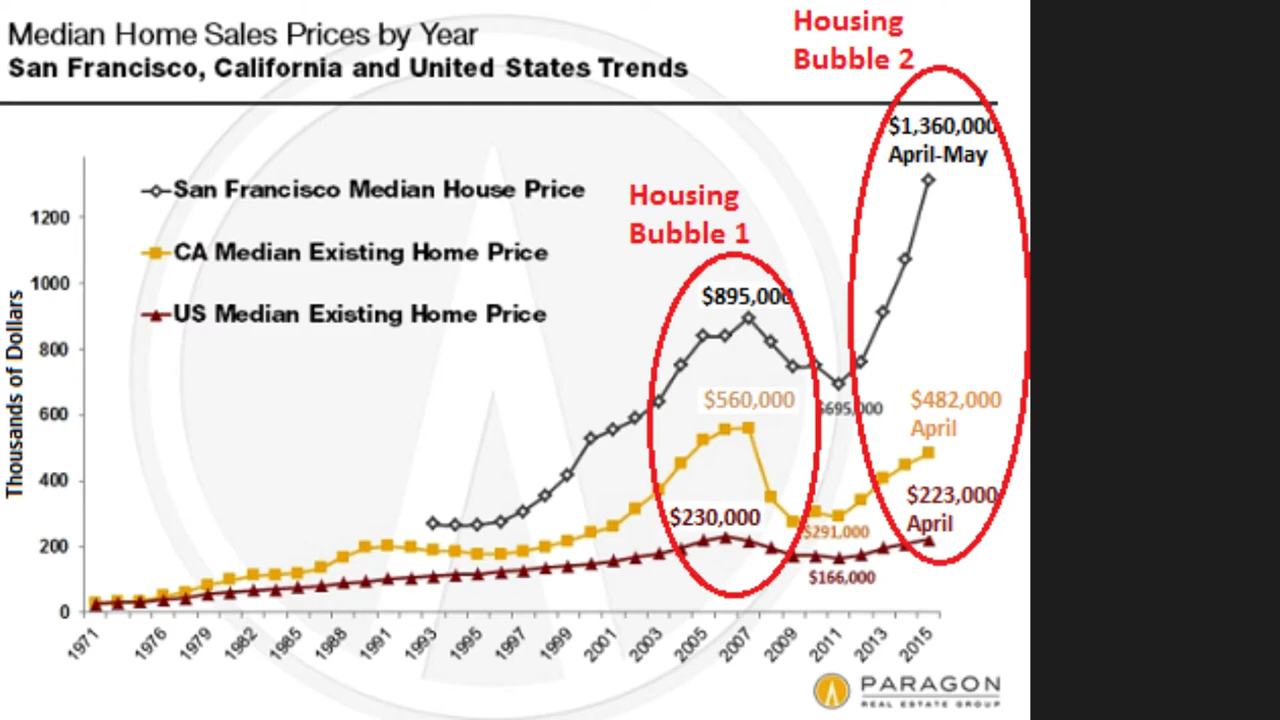 Median Home Sales Prices by Year
San Francisco, California and United States Trends
Housing
Bubble 2
$1,360,000
April-May
Housing
Bubble 1
San Francisco Median House Price
CA Median Existing Home Price
US Median Existing Home Price
$895,000
$560,000
$695,000
$482,000
April
$230,000
$291,000
$223,000
April
$166,000
Thousands of Dollars
1200
1000
800
600
400
200
0
1971
1976
1979
1982
1985
1988
1991
1993
1995
1997
1999
2001
2003
2005
2007
2009
2011
2013
2015
PARAGON
REAL ESTATE GROUP